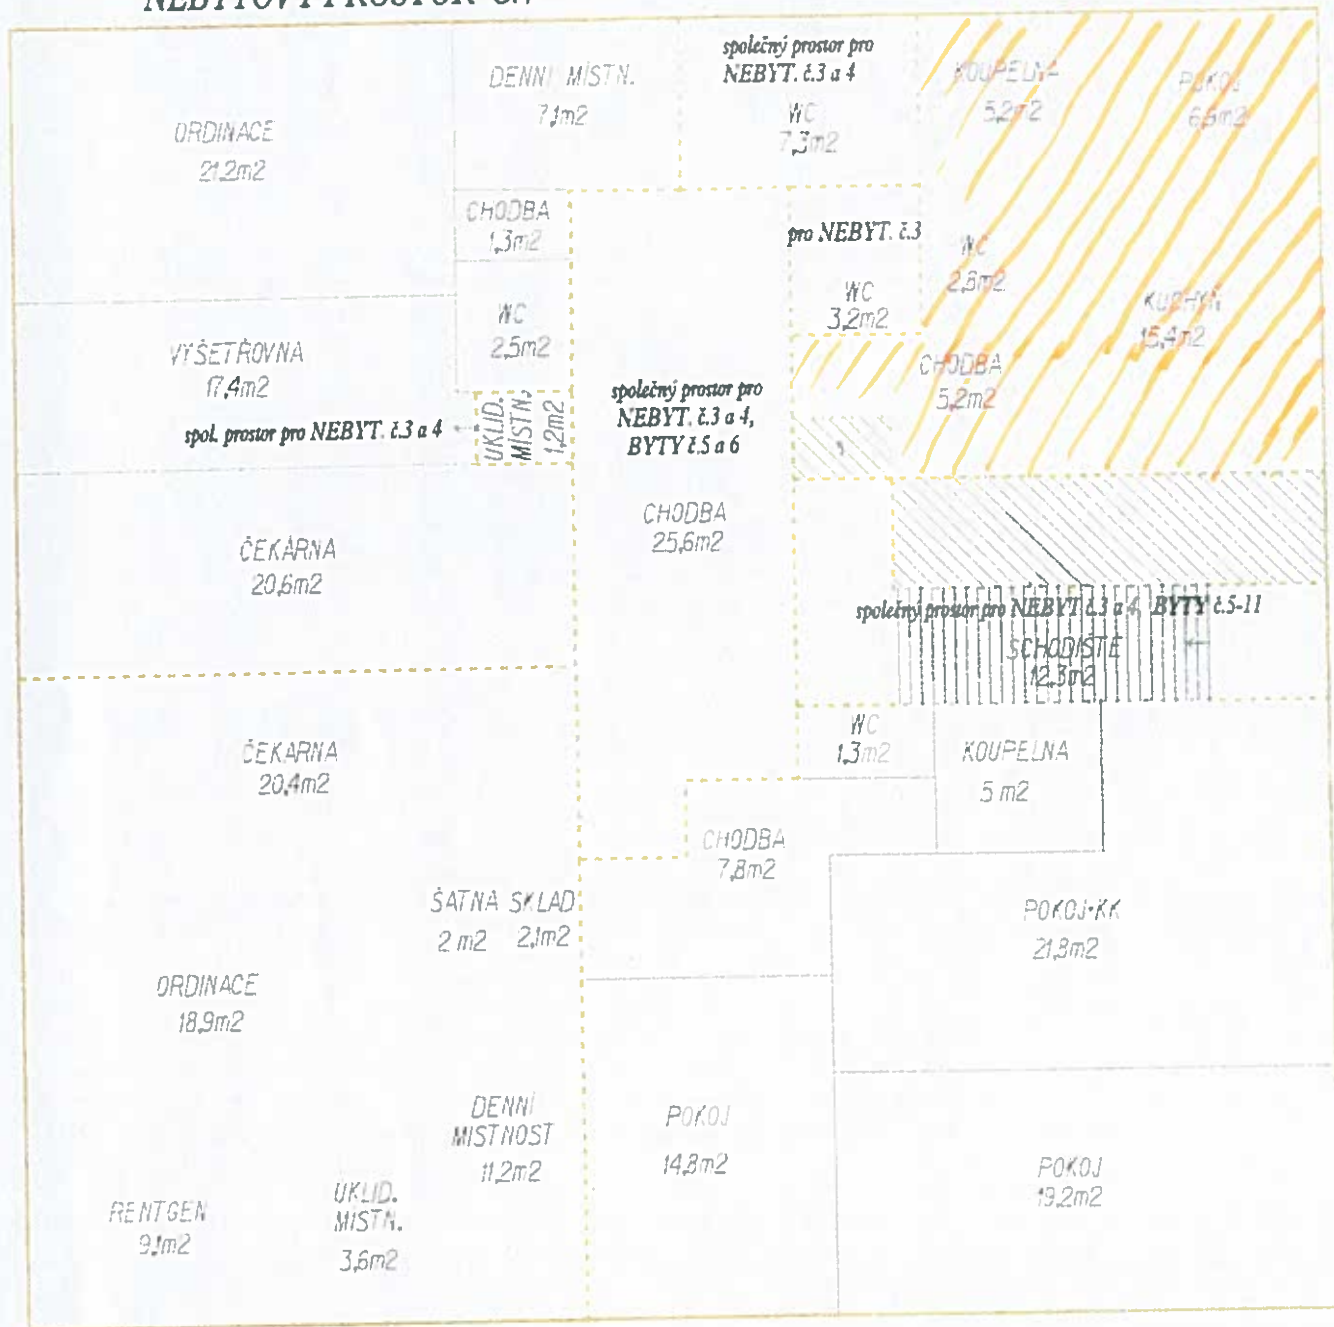 společný prostor pro
NEBYT. č.3 a 4
DENNÍ MÍSTN.
7,1m2
WC
7,3m2
KOUPELNA
5,2m2
POKOJ
ORDINACE
21,2m2
CHODBA
1,3m2
pro NEBYT. č.3
WC
3,2m2
WC
KUCHYŇ
15,4m2
WC
2,5m2
VYŠETŘOVNA
17,4m2
spol. prostor pro NEBYT. č.3 a 4
UKLID.
MÍSTN.
1,2m2
společný prostor pro
NEBYT. č.3 a 4,
BYTY č.5 a 6
CHODBA
5,2m2
CHODBA
25,6m2
ČEKÁRNA
20,6m2
společný prostor pro NEBYT č.3 a 4, BYTY č.5-11
SCHODIŠTĚ
12,3m2
ČEKÁRNA
20,4m2
WC
1,3m2
KOUPELNA
5 m2
CHODBA
7,8m2
ŠATNA SKLAD
2 m2 2,1m2
POKOJ+KK
21,8m2
ORDINACE
18,9m2
DENNÍ
MÍSTNOST
11,2m2
POKOJ
14,8m2
POKOJ
19,2m2
RENTGEN
9,1m2
ÚKLID.
MÍSTN.
3,6m2